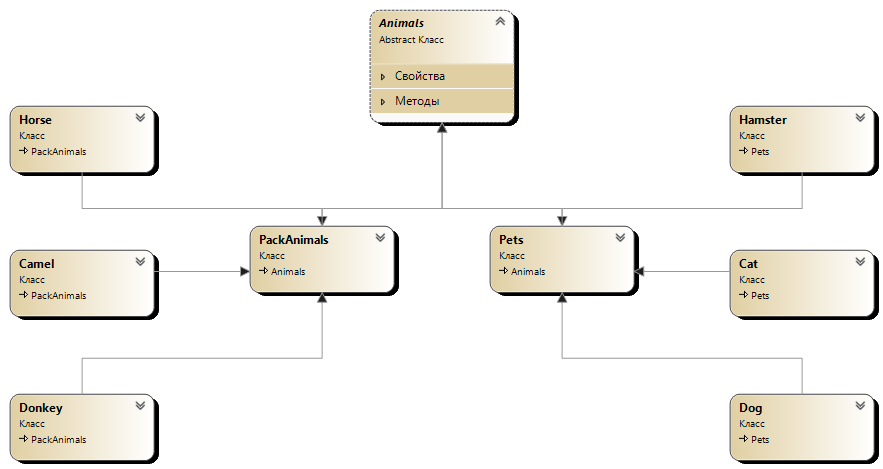 Animals
Abstract Класс
Свойства
Методы
Horse
Класс
PackAnimals
Hamster
Класс
Pets
PackAnimals
Класс
Animals
Pets
Класс
Animals
Camel
Класс
PackAnimals
Cat
Класс
Pets
Donkey
Класс
PackAnimals
Dog
Класс
Pets